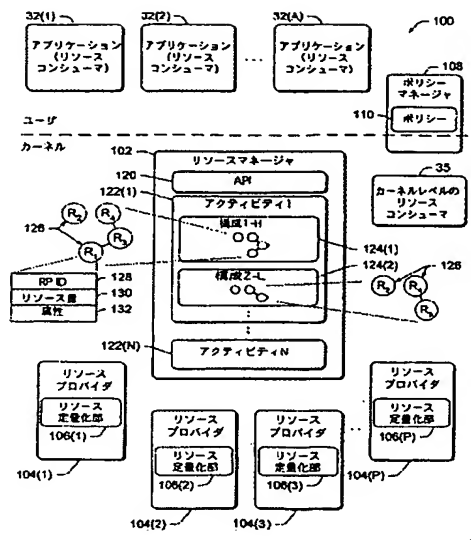 32(1)
32(2)
32(A)
100
アプリケーション
(リソース
コンシューマ)
アプリケーション
(リソース
コンシューマ)
...
アプリケーション
(リソース
コンシューマ)
108
ポリシー
マネージャ
110
ポリシー
ユーザ
カーネル
102
リソースマネージャ
120
API
35
カーネルレベルの
リソース
コンシューマ
122(1)
アクティビティ1
構成1-H
124(1)
126
R2
R4
R3
R1
構成2-L
124(2)
126
RP ID
128
リソース量
130
属性
132
122(N)
アクティビティN
リソース
プロバイダ
リソース
定量化部
106(1)
104(1)
リソース
プロバイダ
リソース
定量化部
106(2)
104(2)
リソース
プロバイダ
リソース
定量化部
106(3)
104(3)
リソース
プロバイダ
リソース
定量化部
106(P)
104(P)